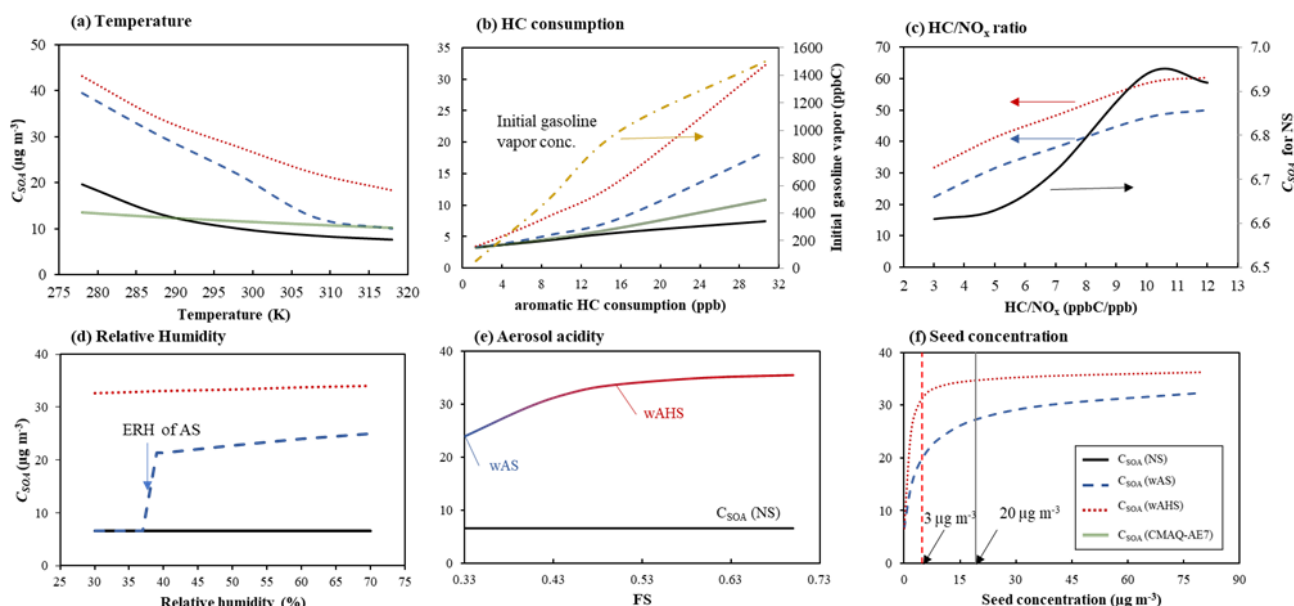 (a) Temperature
C_SOA (µg m⁻³)
50
40
30
20
10
0
275 280 285 290 295 300 305 310 315 320
Temperature (K)
(b) HC consumption
35
30
25
20
15
10
5
0
Initial gasoline
vapor conc.
1600
1400
1200
1000
800
600
400
200
0
Initial gasoline vapor (ppbC)
0 4 8 12 16 20 24 28 32
aromatic HC consumption (ppb)
(c) HC/NOₓ ratio
70
60
50
40
30
20
10
0
7.0
6.9
6.8
6.7
6.6
6.5
C_SOA for NS
2 3 4 5 6 7 8 9 10 11 12 13
HC/NOₓ (ppbC/ppb)
(d) Relative Humidity
C_SOA (µg m⁻³)
40
30
20
10
0
ERH of AS
25 30 35 40 45 50 55 60 65 70 75
Relative humidity (%)
(e) Aerosol acidity
40
30
20
10
0
wAHS
wAS
C_SOA (NS)
0.33 0.43 0.53 0.63 0.73
FS
(f) Seed concentration
40
30
20
10
0
C_SOA (NS)
C_SOA (wAS)
C_SOA (wAHS)
C_SOA (CMAQ-AE7)
3 µg m⁻³
20 µg m⁻³
0 15 30 45 60 75 90
Seed concentration (µg m⁻³)